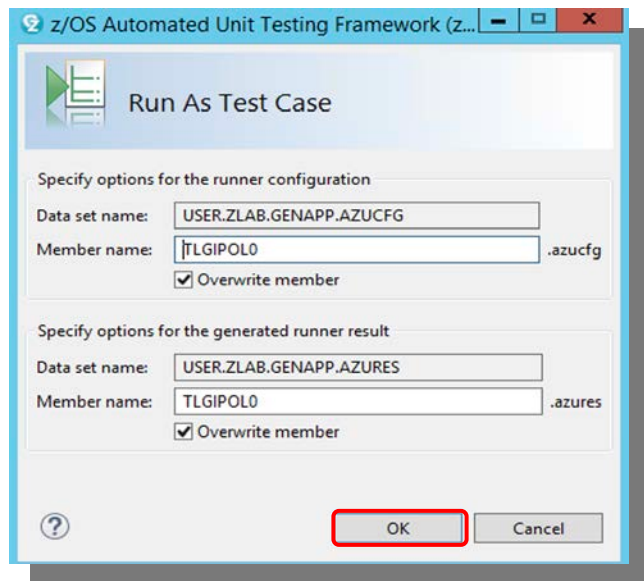 z/OS Automated Unit Testing Framework (z...
Run As Test Case
Specify options for the runner configuration
Data set name: USER.ZLAB.GENAPP.AZUCFG
Member name: TLGIPOL0 .azucfg
Overwrite member
Specify options for the generated runner result
Data set name: USER.ZLAB.GENAPP.AZURES
Member name: TLGIPOL0 .azures
Overwrite member
? OK Cancel